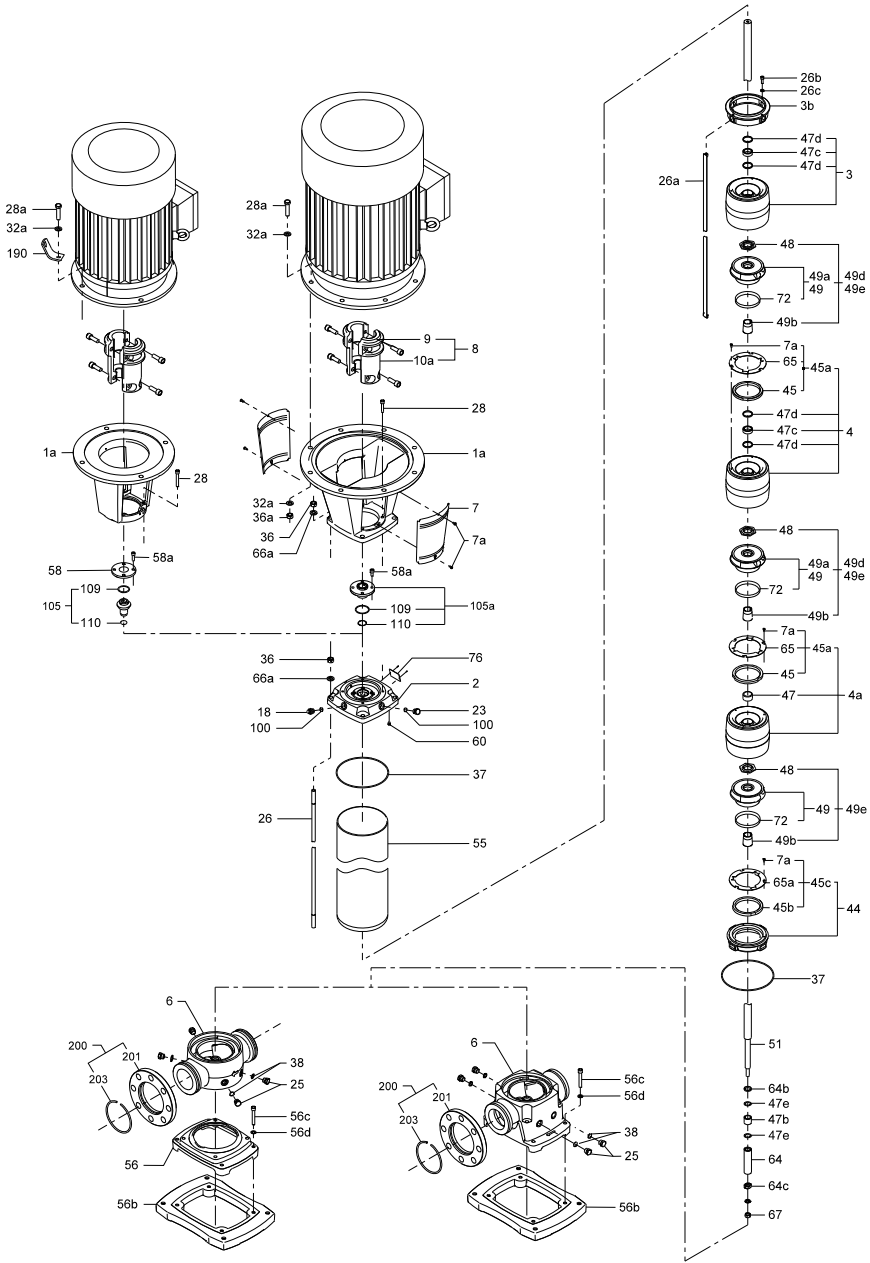 28a
32a
190
28a
32a
9
10a
8
28
1a
28
1a
32a
36a
36
66a
7
7a
58
58a
105
109
110
58a
109
110
105a
36
66a
76
2
18
100
23
100
60
37
26
55
26b
26c
3b
26a
47d
47c
47d
3
48
49a
49
49d
49e
72
49b
7a
65
45a
45
47d
47c
47d
4
48
49a
49
49d
49e
72
49b
7a
65
45a
45
47
4a
48
49
49e
72
49b
7a
65a
45c
45b
44
37
51
64b
47e
47b
47e
64
64c
67
6
200
201
203
38
25
56c
56d
56
56b
6
200
201
203
56c
56d
38
25
56b